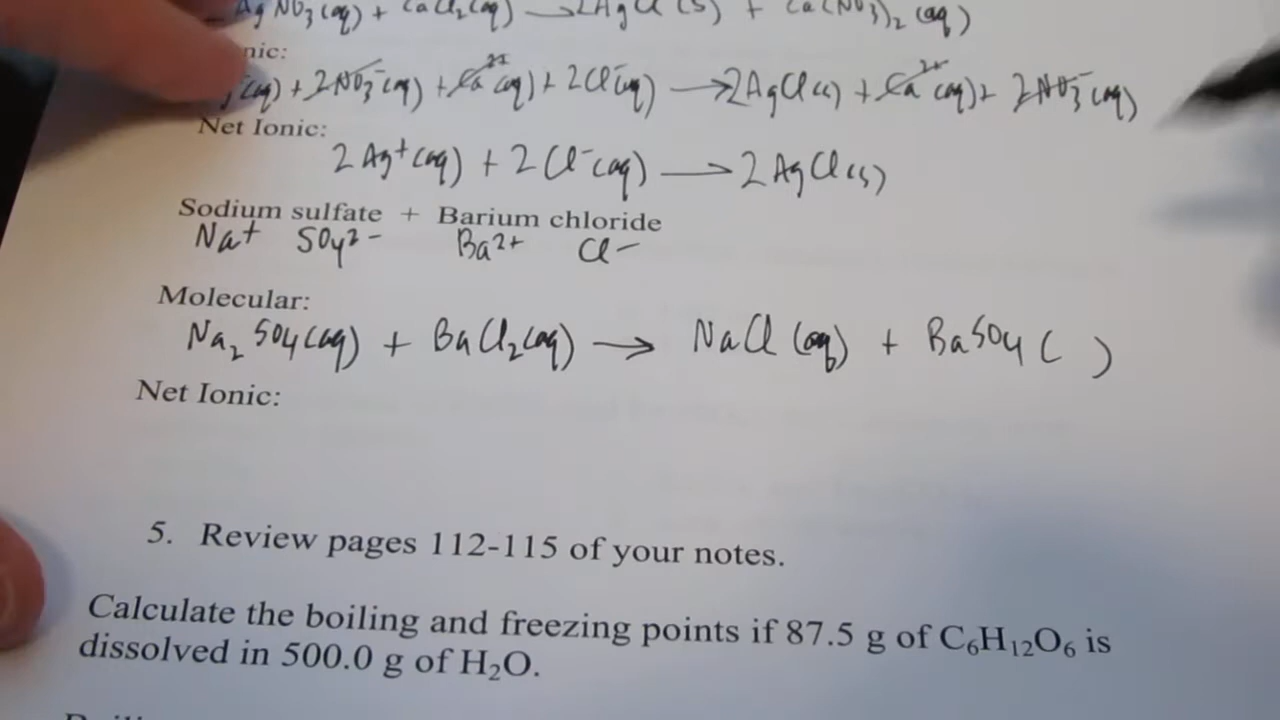 AgNO₃(aq) + CaCl₂(aq) → 2AgCl(s) + Ca(NO₃)₂(aq)
nic:
(aq) + 2NO₃⁻(aq) + Ca²⁺(aq) + 2Cl⁻(aq) → 2AgCl(s) + Ca²⁺(aq) + 2NO₃⁻(aq)
Net Ionic:
2Ag⁺(aq) + 2Cl⁻(aq) → 2AgCl(s)
Sodium sulfate + Barium chloride
Na⁺ SO₄²⁻ Ba²⁺ Cl⁻
Molecular:
Na₂SO₄(aq) + BaCl₂(aq) → NaCl (aq) + BaSO₄ ( )
Net Ionic:
5. Review pages 112-115 of your notes.
Calculate the boiling and freezing points if 87.5 g of C₆H₁₂O₆ is
dissolved in 500.0 g of H₂O.